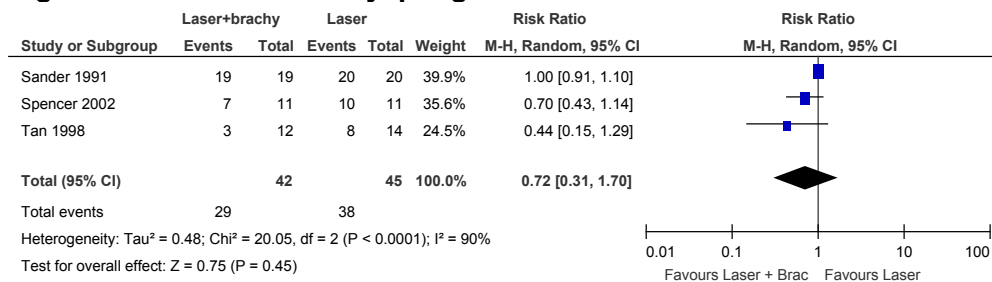 Laser+brachy Laser Risk Ratio Risk Ratio
Study or Subgroup Events Total Events Total Weight M-H, Random, 95% CI M-H, Random, 95% CI
Sander 1991 19 19 20 20 39.9% 1.00 [0.91, 1.10]
Spencer 2002 7 11 10 11 35.6% 0.70 [0.43, 1.14]
Tan 1998 3 12 8 14 24.5% 0.44 [0.15, 1.29]
Total (95% CI) 42 45 100.0% 0.72 [0.31, 1.70]
Total events 29 38
Heterogeneity: Tau² = 0.48; Chi² = 20.05, df = 2 (P < 0.0001); I² = 90%
Test for overall effect: Z = 0.75 (P = 0.45)
0.01 0.1 1 10 100
Favours Laser + Brac Favours Laser